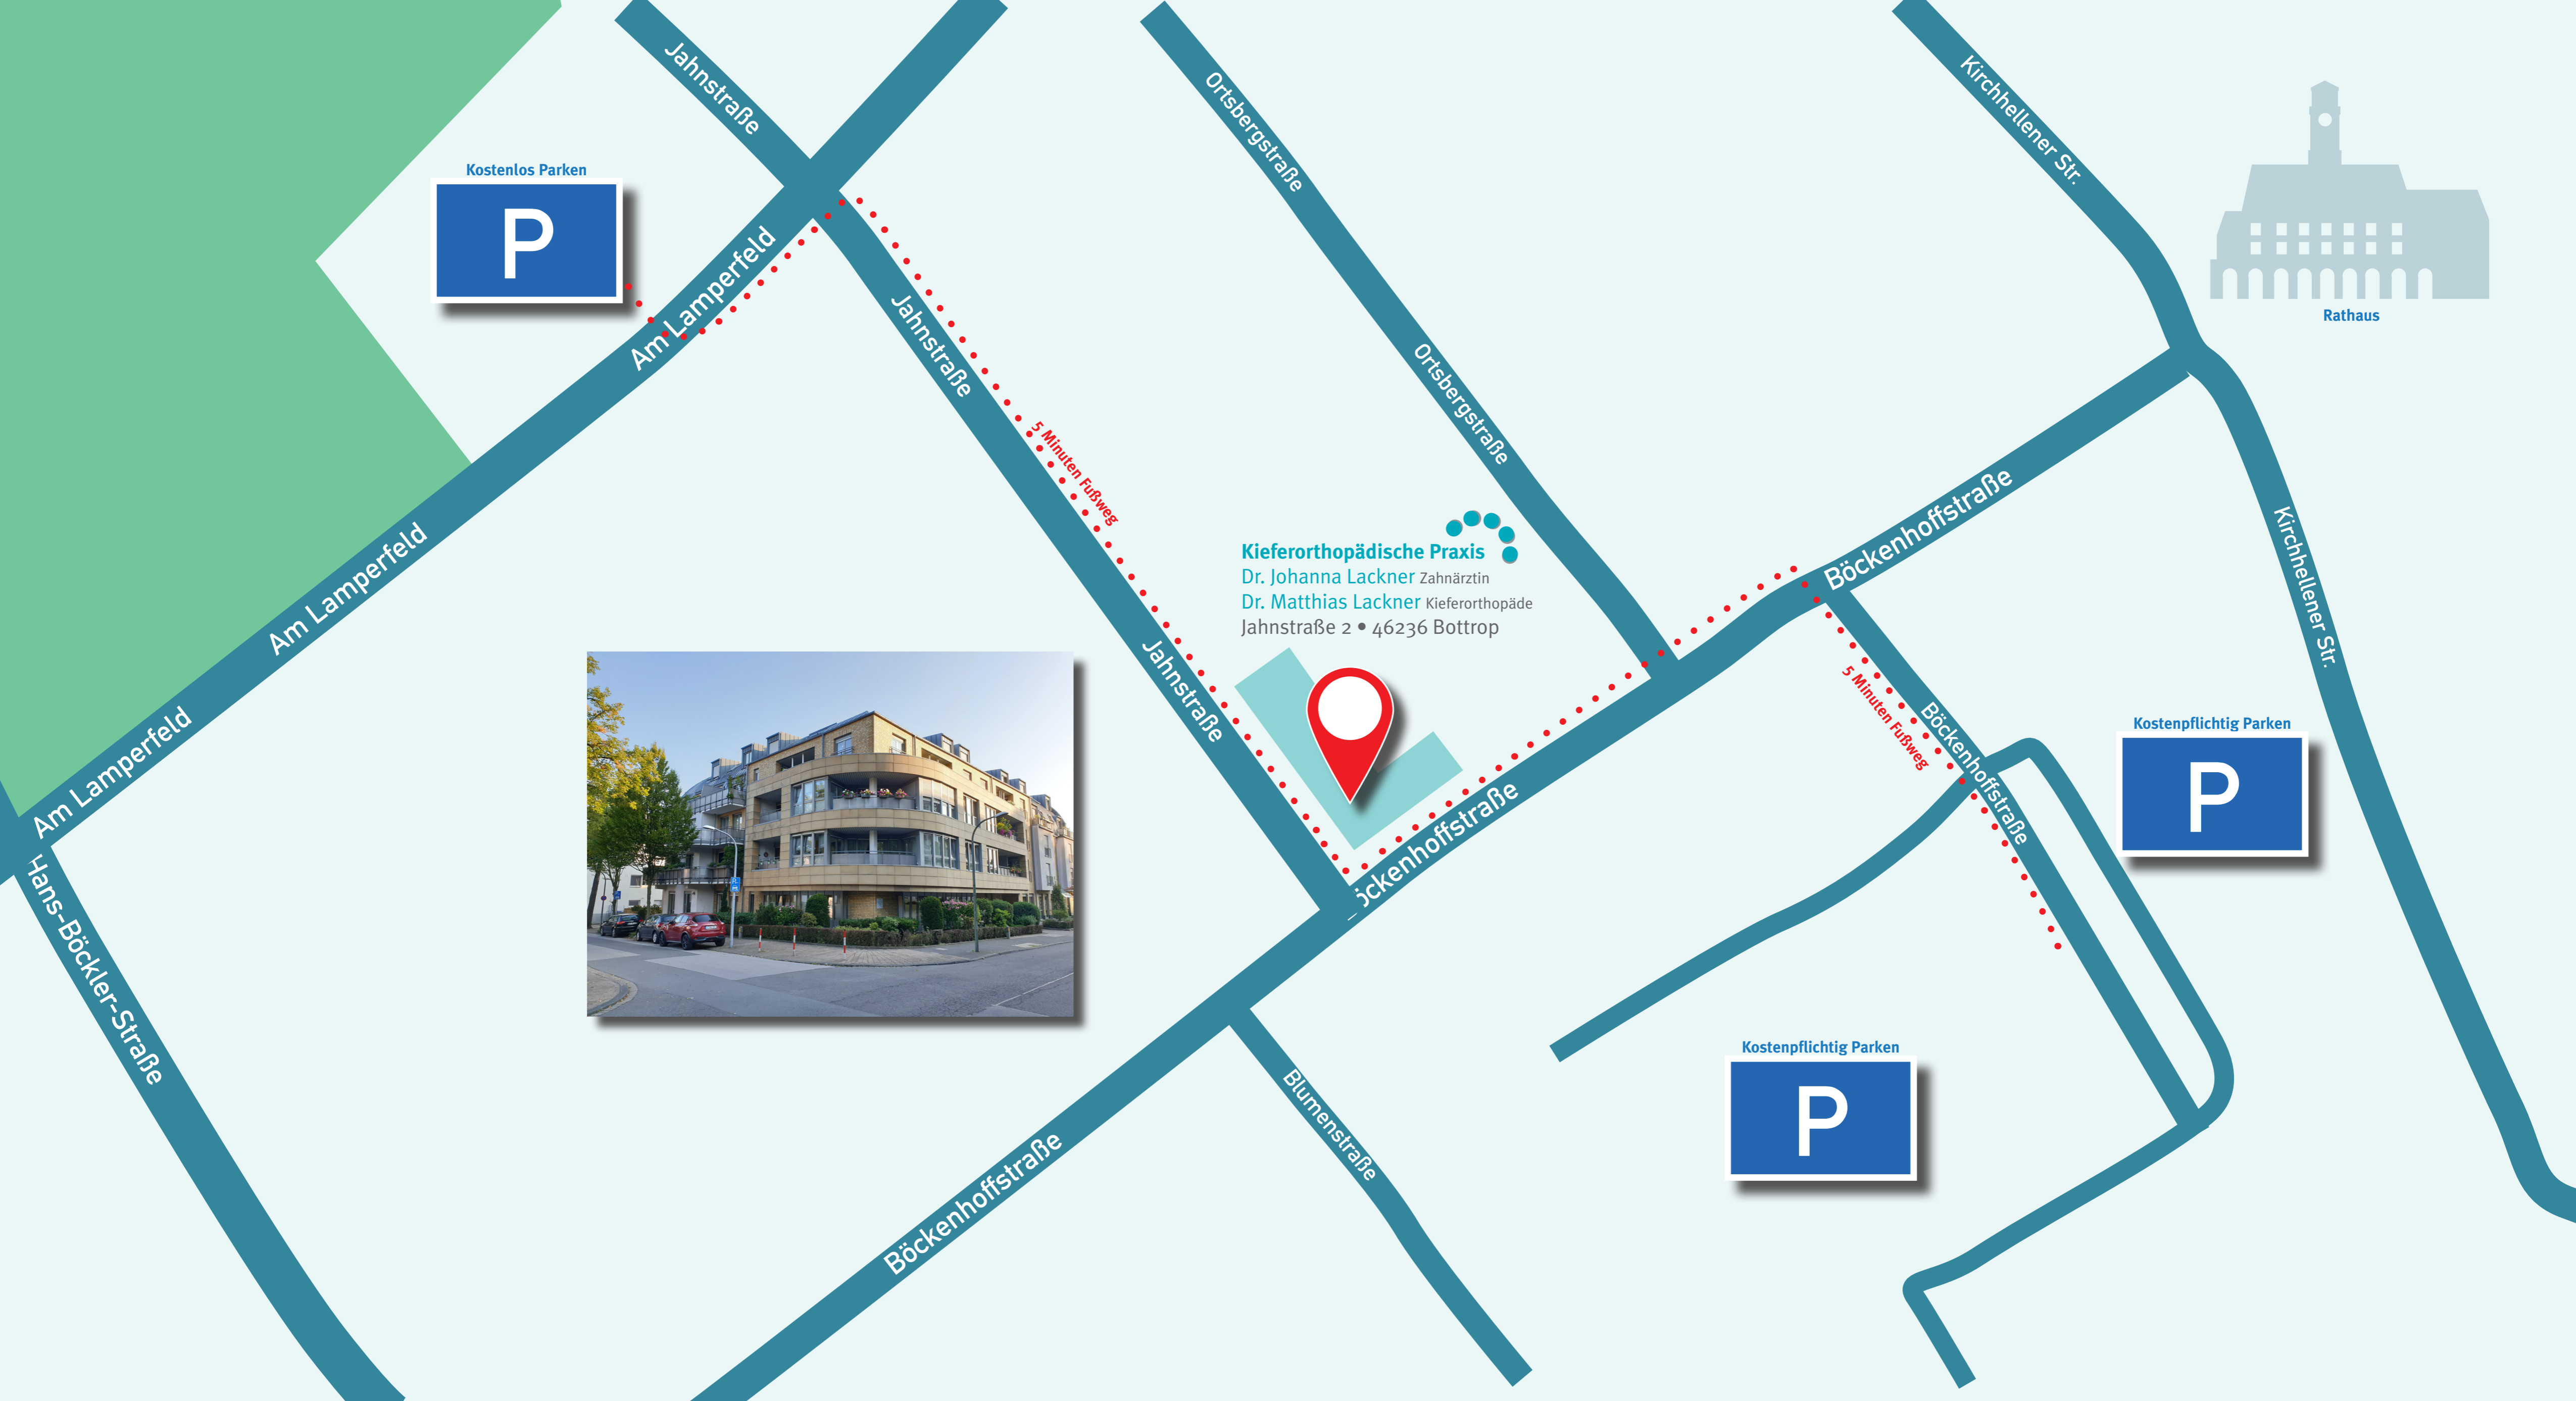 Jahnstraße
Ortsbergstraße
Kirchhellener Str.
Kostenlos Parken
P
Am Lamperfeld
Jahnstraße
Rathaus
Ortsbergstraße
5 Minuten Fußweg
Böckenhoffstraße
Kirchhellener Str.
Am Lamperfeld
Kieferorthopädische Praxis
Dr. Johanna Lackner Zahnärztin
Dr. Matthias Lackner Kieferorthopäde
Jahnstraße 2 • 46236 Bottrop
Jahnstraße
5 Minuten Fußweg
Böckenhoffstraße
Kostenpflichtig Parken
P
Am Lamperfeld
öckenhoffstraße
Hans-Böckler-Straße
Kostenpflichtig Parken
P
Blumenstraße
Böckenhoffstraße